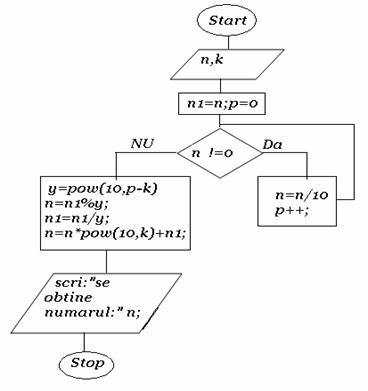 Start
n,k
n1=n;p=0
NU
n !=0
Da
y=pow(10,p-k)
n=n1%y;
n1=n1/y;
n=n*pow(10,k)+n1;
n=n/10
p++;
scri:"se
obtine
numarul:" n;
Stop